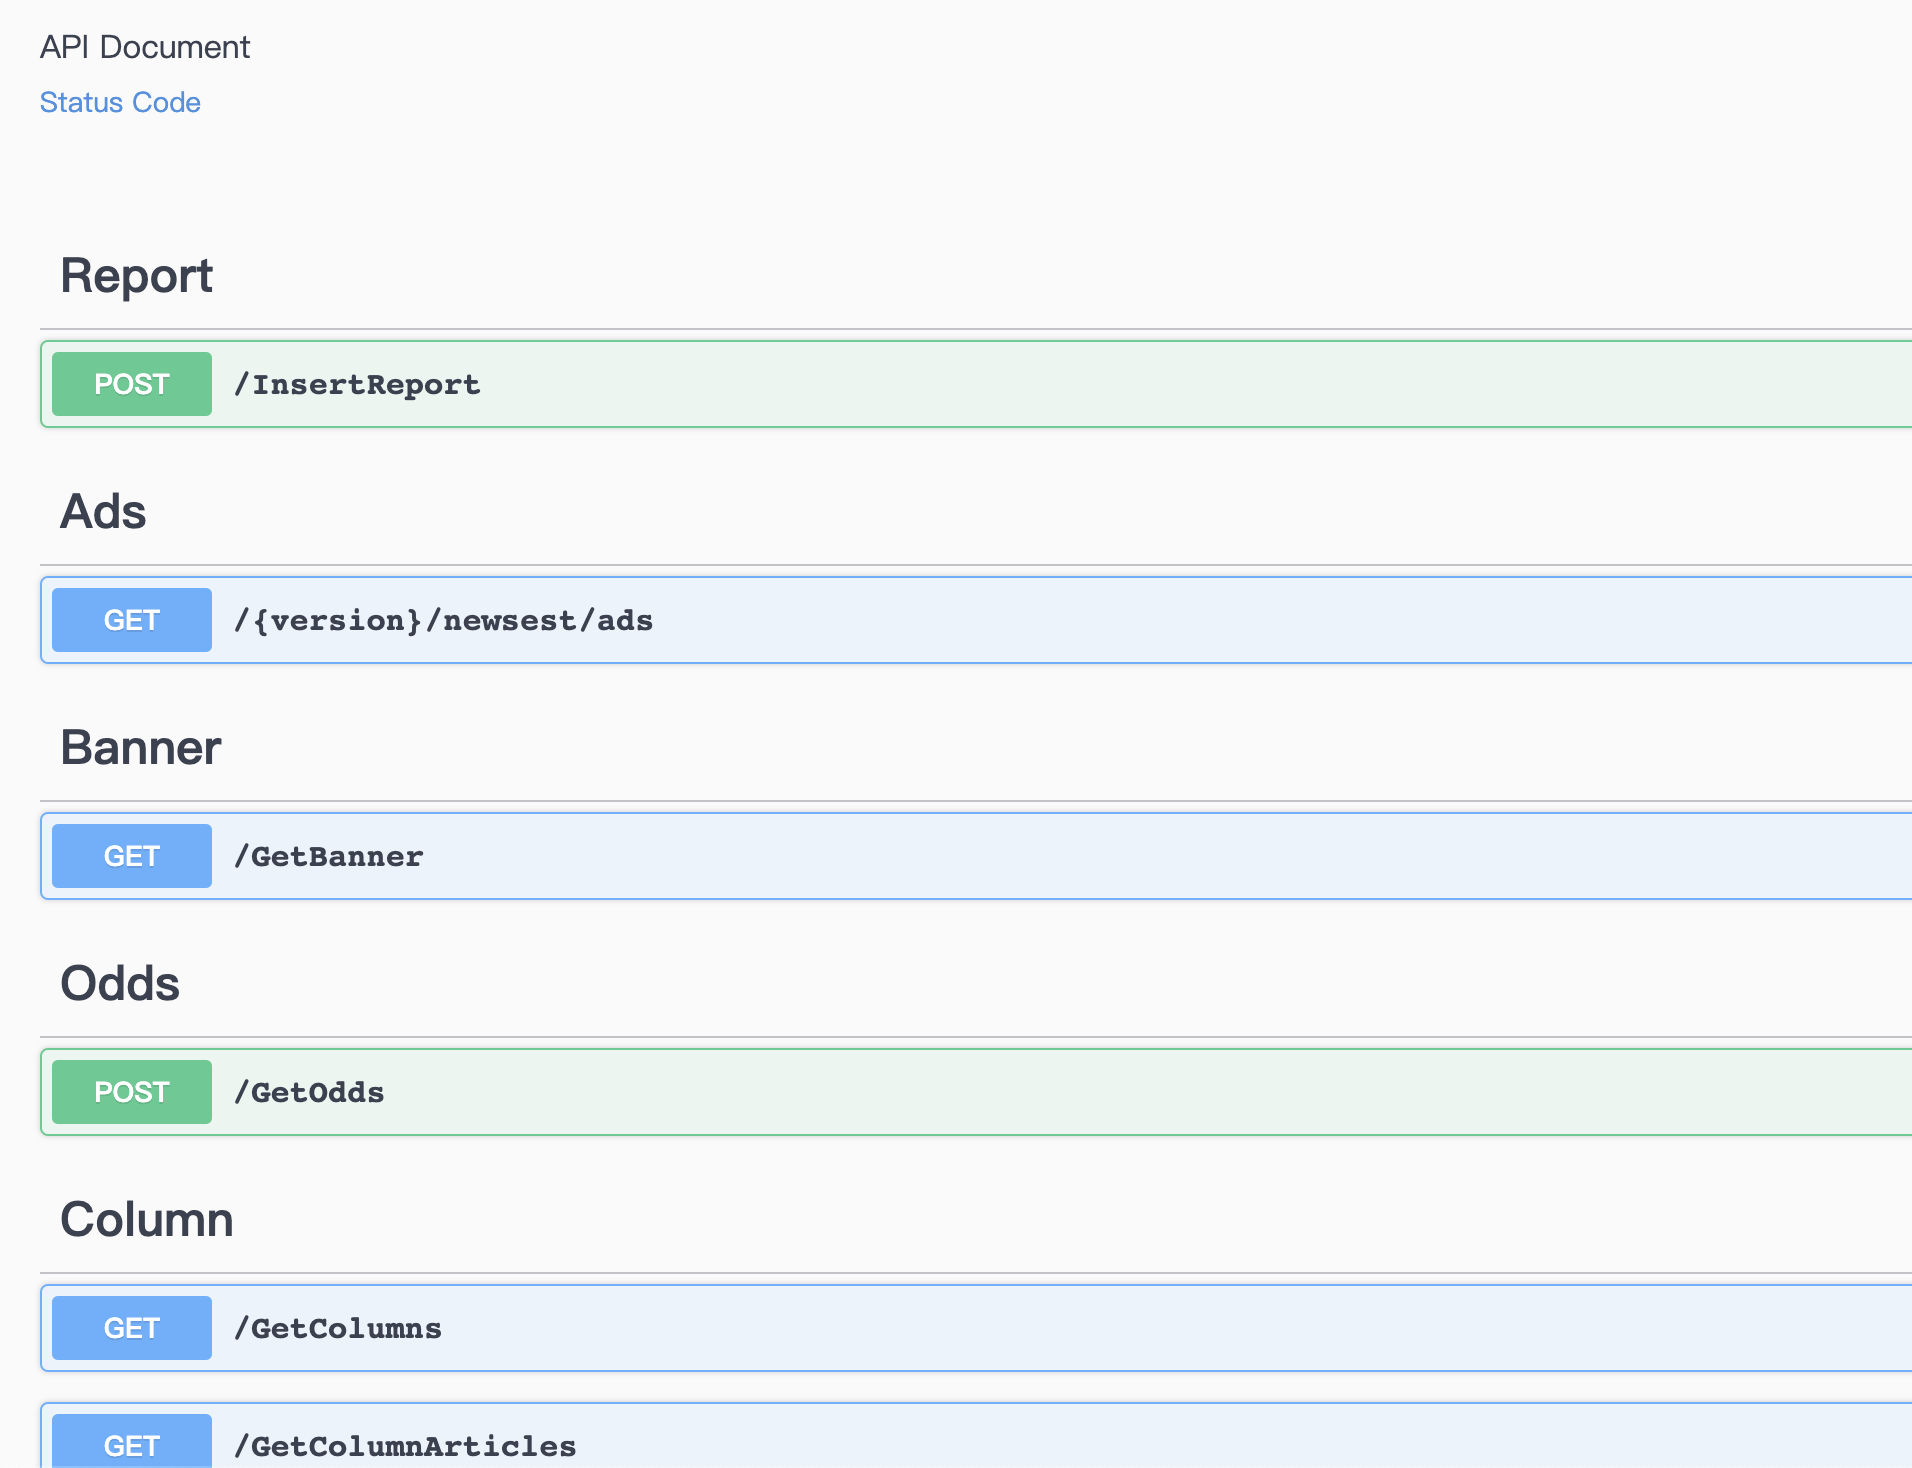 API Document
Status Code
Report
POST /InsertReport
Ads
GET /{version}/newsest/ads
Banner
GET /GetBanner
Odds
POST /GetOdds
Column
GET /GetColumns
GET /GetColumnArticles